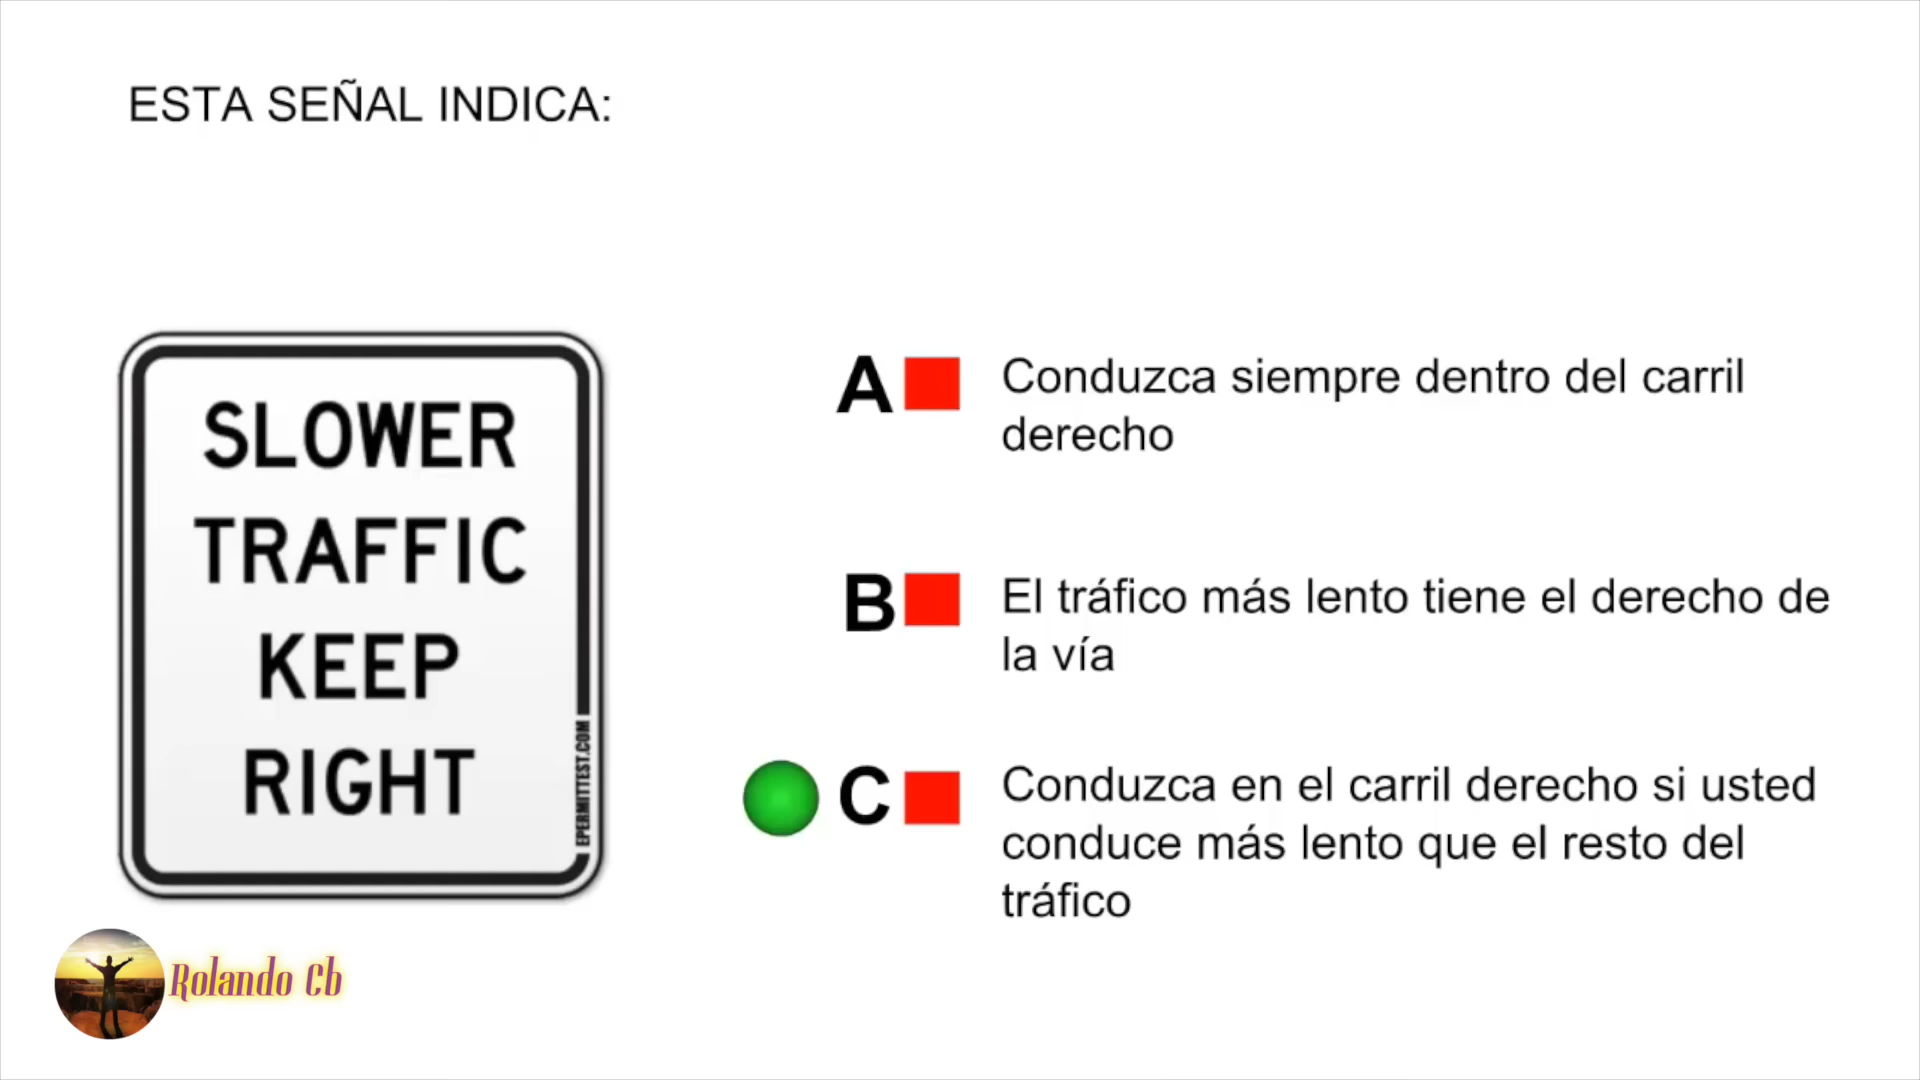 ESTA SEÑAL INDICA:
SLOWER
TRAFFIC
KEEP
RIGHT
EPERMITTEST.COM
A Conduzca siempre dentro del carril
derecho
B El tráfico más lento tiene el derecho de
la vía
C Conduzca en el carril derecho si usted
conduce más lento que el resto del
tráfico
Rolando Cb